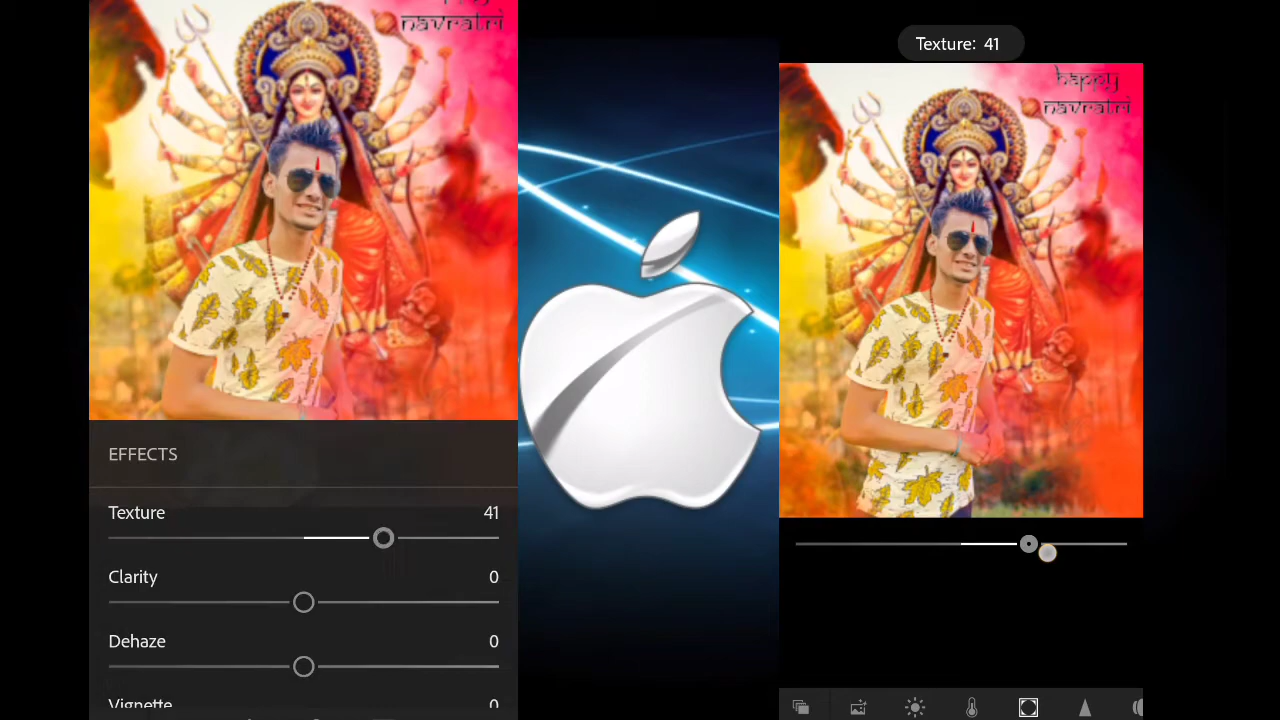 navratri
EFFECTS
Texture 41
Clarity 0
Dehaze 0
Vignette 0
Texture: 41
happy
navratri